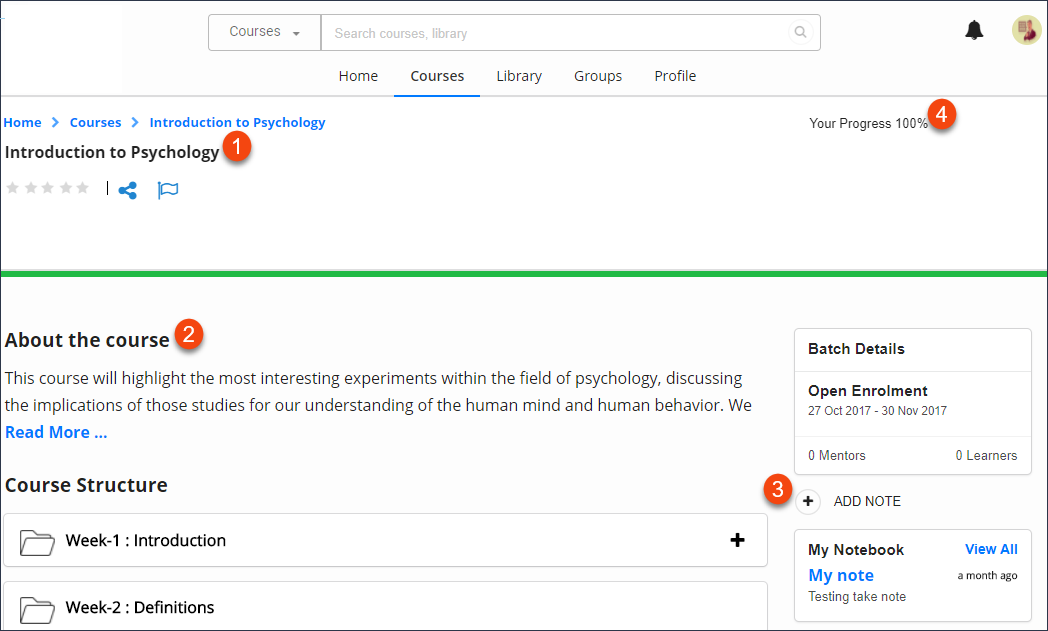 Courses
Search courses, library
Home Courses Library Groups Profile
Home Courses Introduction to Psychology
Your Progress 100% 4
Introduction to Psychology 1
About the course 2
This course will highlight the most interesting experiments within the field of psychology, discussing
the implications of those studies for our understanding of the human mind and human behavior. We
Read More ...
Course Structure
Week-1 : Introduction
Week-2 : Definitions
Batch Details
Open Enrolment
27 Oct 2017 - 30 Nov 2017
0 Mentors 0 Learners
3 ADD NOTE
My Notebook View All
My note a month ago
Testing take note